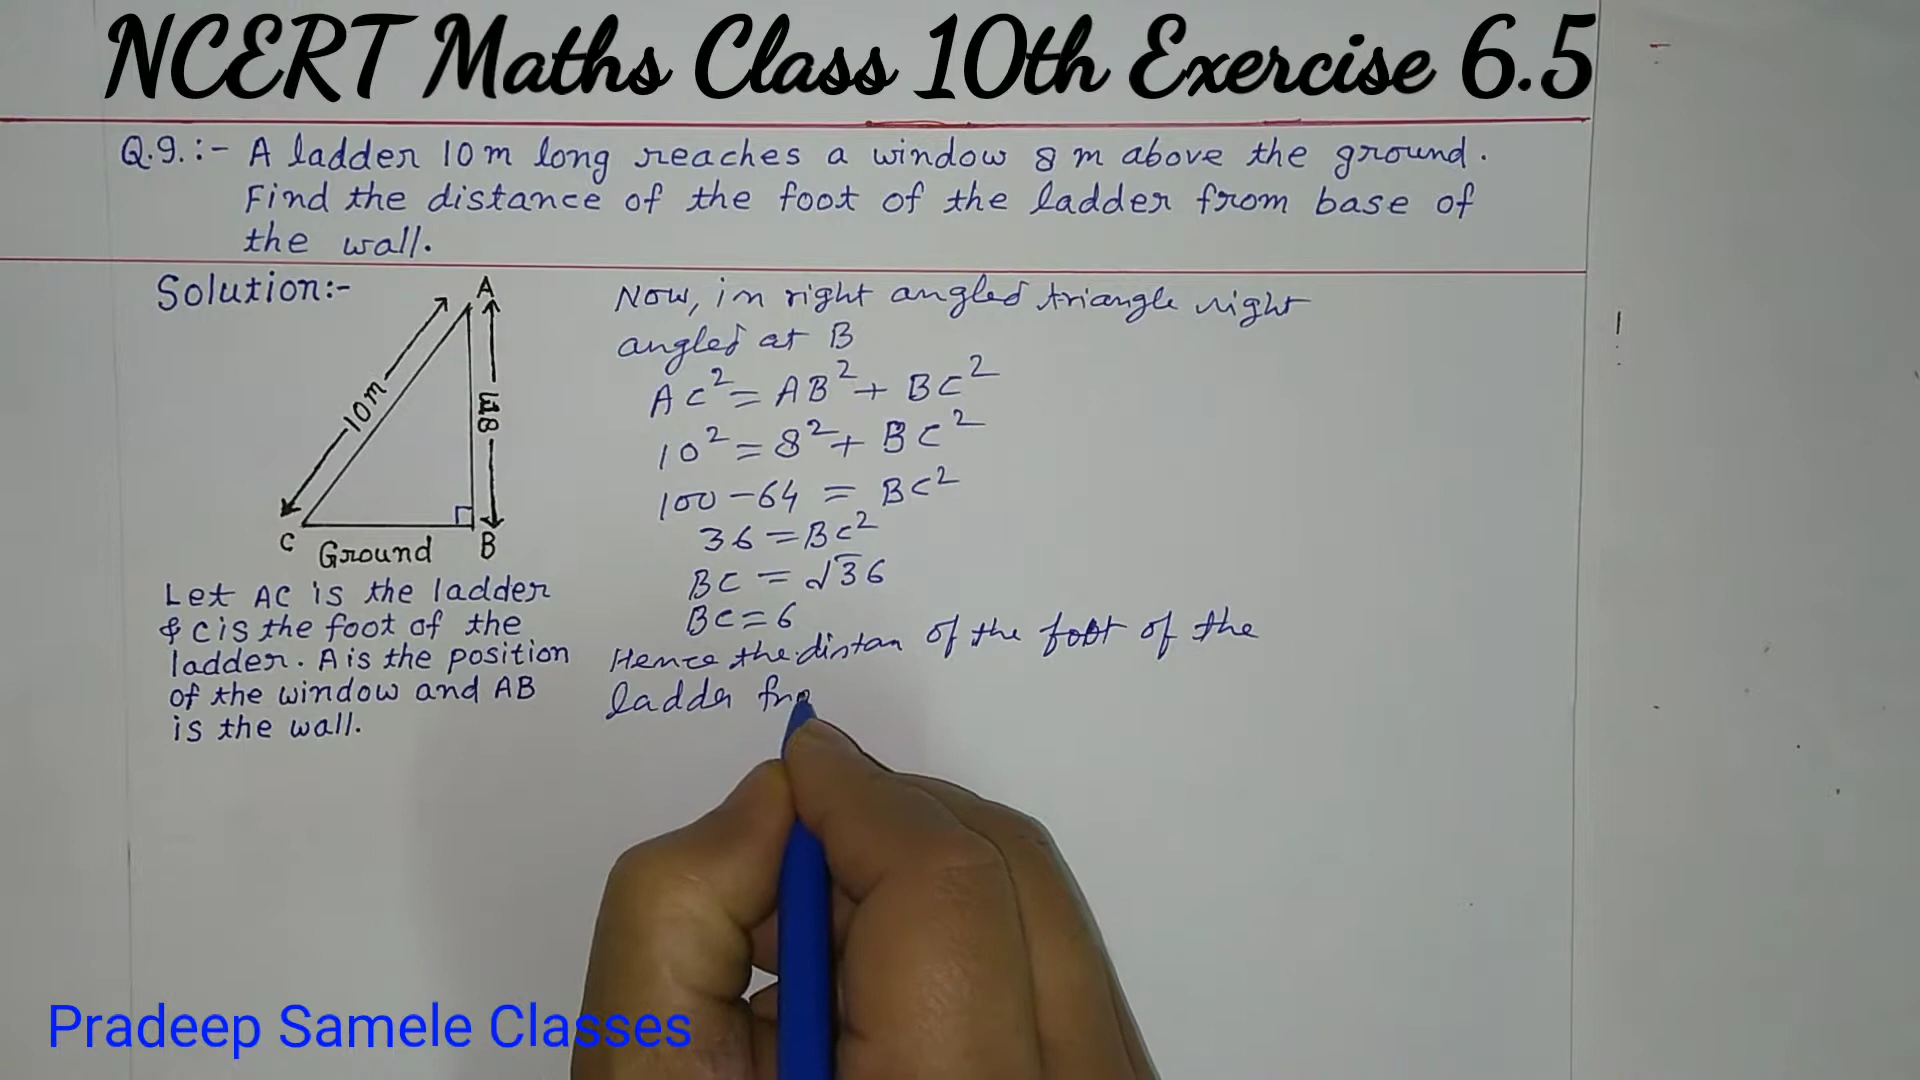 NCERT Maths Class 10th Exercise 6.5
Q.9.:- A ladder 10 m long reaches a window 8 m above the ground.
Find the distance of the foot of the ladder from base of
the wall.
Solution:-
A
10m
8m
C
Ground
B
Let AC is the ladder
& C is the foot of the
ladder. A is the position
of the window and AB
is the wall.
Now, in right angled triangle right
angled at B
AC² = AB² + BC²
10² = 8² + BC²
100 - 64 = BC²
36 = BC²
BC = √36
BC = 6
Hence the distan of the foot of the
ladder fro
Pradeep Samele Classes